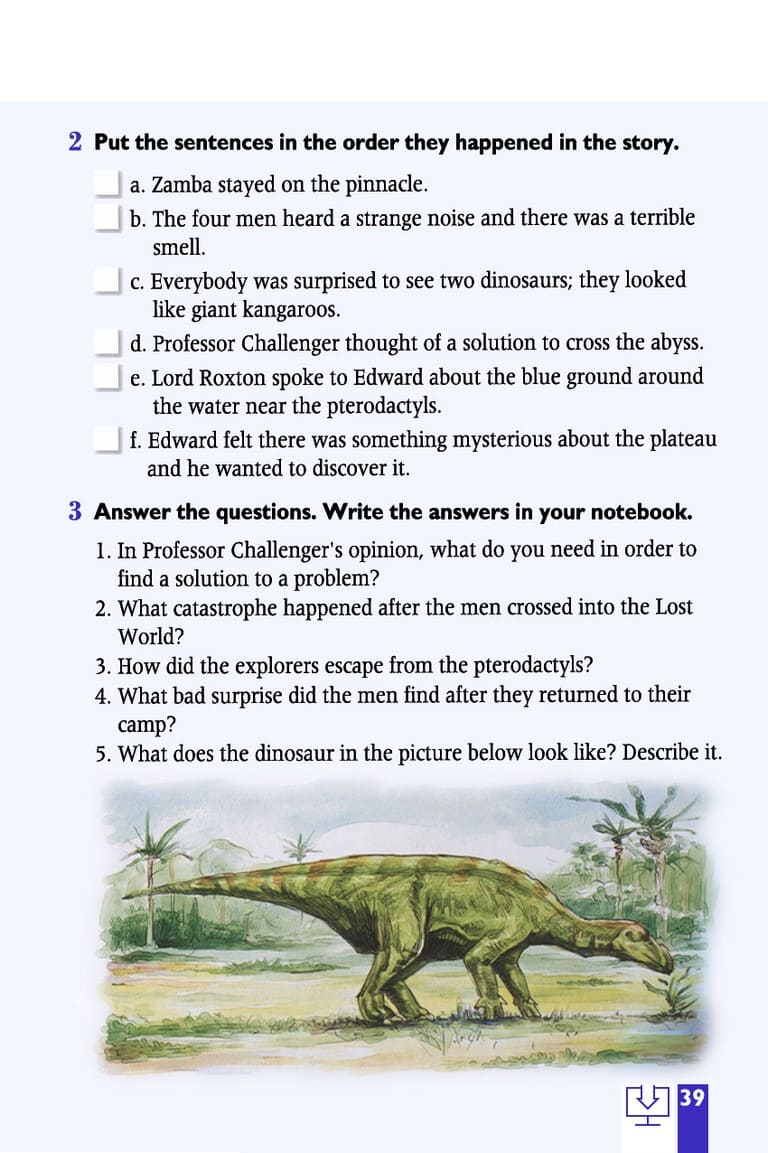 2 Put the sentences in the order they happened in the story.
a. Zamba stayed on the pinnacle.
b. The four men heard a strange noise and there was a terrible
smell.
c. Everybody was surprised to see two dinosaurs; they looked
like giant kangaroos.
d. Professor Challenger thought of a solution to cross the abyss.
e. Lord Roxton spoke to Edward about the blue ground around
the water near the pterodactyls.
f. Edward felt there was something mysterious about the plateau
and he wanted to discover it.
3 Answer the questions. Write the answers in your notebook.
1. In Professor Challenger's opinion, what do you need in order to
find a solution to a problem?
2. What catastrophe happened after the men crossed into the Lost
World?
3. How did the explorers escape from the pterodactyls?
4. What bad surprise did the men find after they returned to their
camp?
5. What does the dinosaur in the picture below look like? Describe it.
39